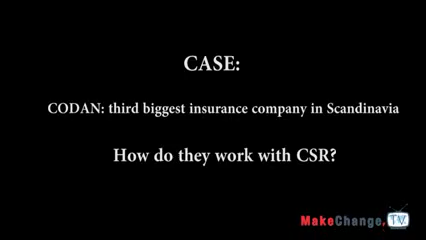 CASE:
CODAN: third biggest insurance company in Scandinavia
How do they work with CSR?
MakeChange.TV